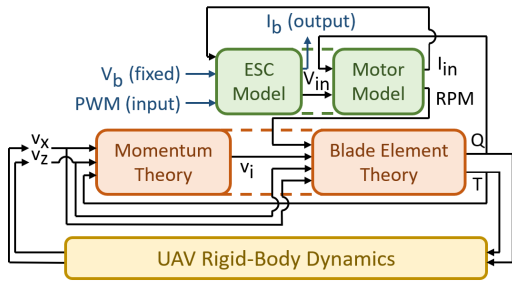 I_b (output)
V_b (fixed)
PWM (input)
ESC
Model
V_in
Motor
Model
I_in
RPM
v_x
v_z
Momentum
Theory
v_i
Blade Element
Theory
Q
T
UAV Rigid-Body Dynamics